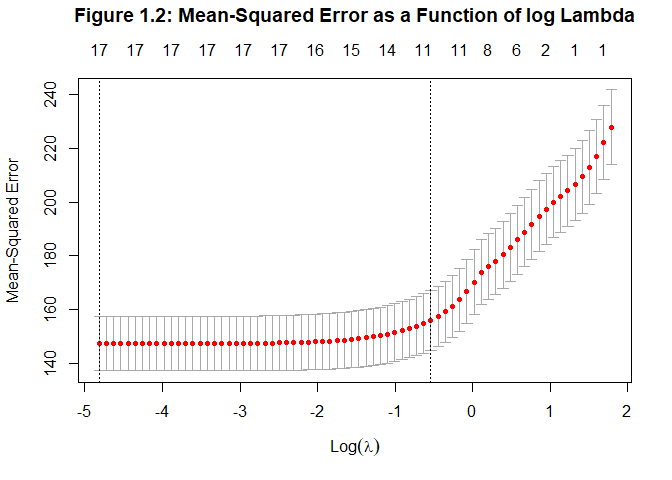 Figure 1.2: Mean-Squared Error as a Function of log Lambda
17 17 17 17 17 17 16 15 14 11 11 8 6 2 1 1
240
220
200
180
160
140
Mean-Squared Error
-5 -4 -3 -2 -1 0 1 2
Log(λ)